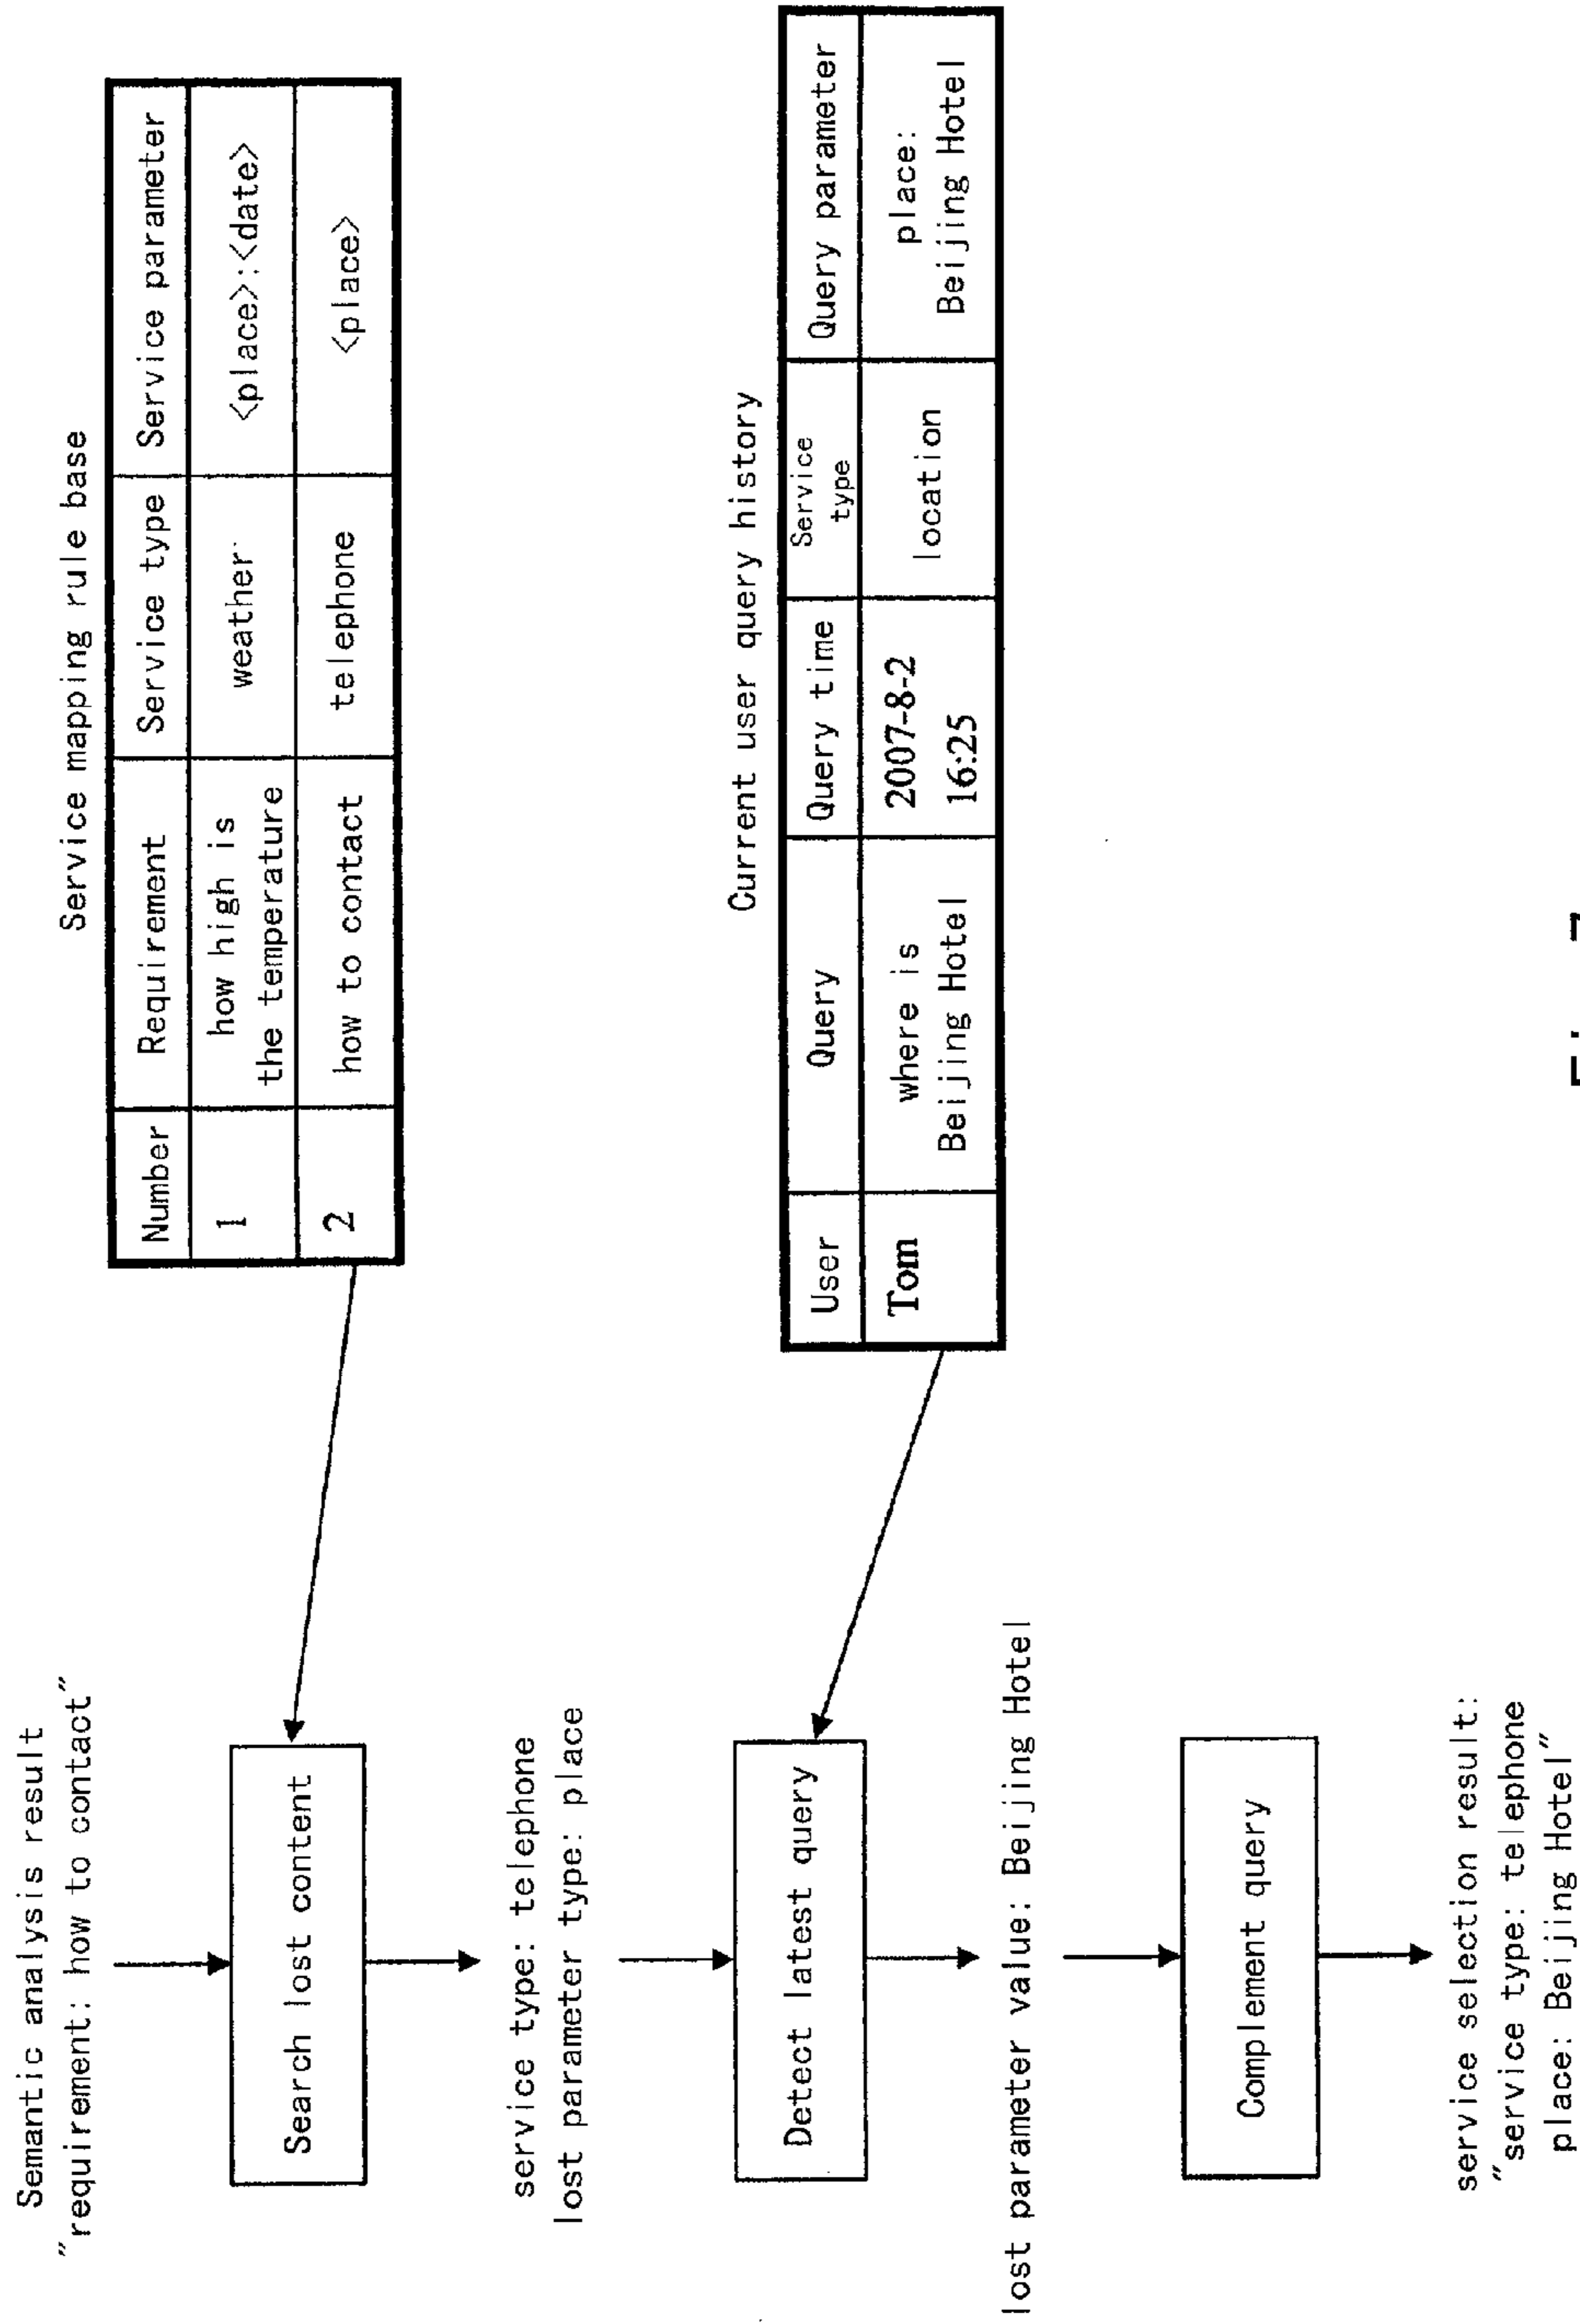 Semantic analysis result
"requirement: how to contact"
Search lost content
service type: telephone
lost parameter type: place
Detect latest query
lost parameter value: Beijing Hotel
Complement query
service selection result:
"service type: telephone
place: Beijing Hotel"
Service mapping rule base
Number Requirement Service type Service parameter
1 how high is the temperature weather <place>:<date>
2 how to contact telephone <place>
Current user query history
User Query Query time Service type Query parameter
Tom where is Beijing Hotel 2007-8-2 16:25 location place: Beijing Hotel